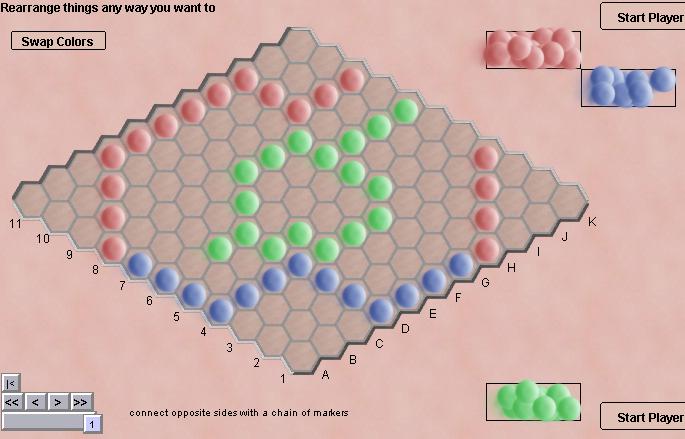 Rearrange things any way you want to
Start Player
Swap Colors
11
10
9
8
7
6
5
4
3
2
1
A
B
C
D
E
F
G
H
I
J
K
|<
<< < > >>
1
connect opposite sides with a chain of markers
Start Player